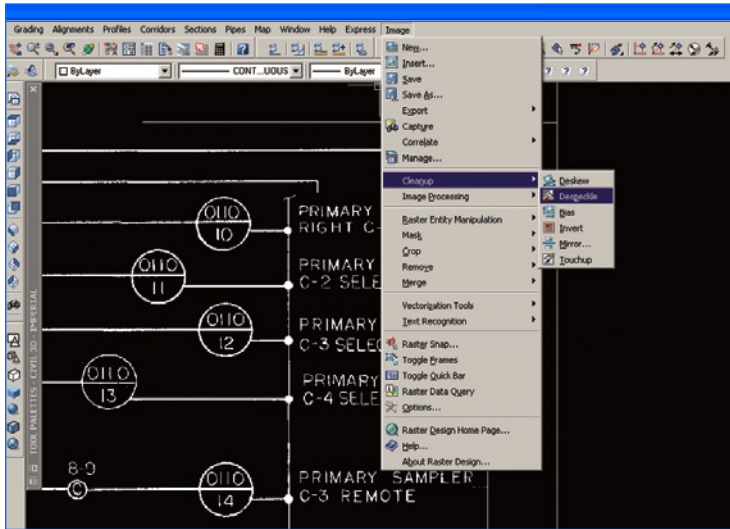 Grading Alignments Profiles Corridors Sections Pipes Map Window Help Express Image
ByLayer
CONT...UOUS
ByLayer
New...
Insert...
Save
Save As...
Export
Capture
Correlate
Manage...
Cleanup
Image Processing
Raster Entity Manipulation
Mask
Crop
Remove
Merge
Vectorization Tools
Text Recognition
Raster Snap...
Toggle Frames
Toggle Quick Bar
Raster Data Query
Options...
Raster Design Home Page...
Help...
About Raster Design...
Deskew
Despeckle
Bias
Invert
Mirror...
Touchup
TOOL PALETTES - CIVIL 3D - IMPERIAL
0110
10
PRIMARY
RIGHT C-
0110
11
PRIMARY
C-2 SELE
0110
12
PRIMARY
C-3 SELEC
0110
13
PRIMARY
C-4 SELE
8-9
C
0110
14
PRIMARY SAMPLER
C-3 REMOTE